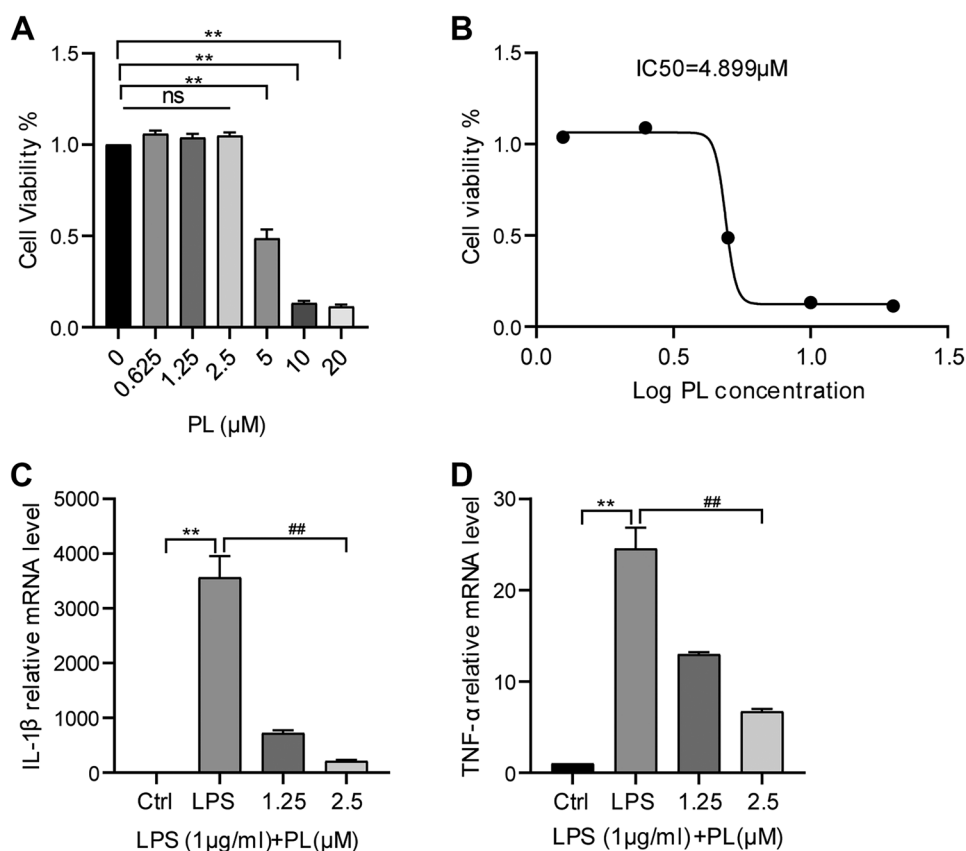 A
**
**
**
ns
1.5
1.0
0.5
0.0
Cell Viability %
0
0.625
1.25
2.5
5
10
20
PL (µM)
B
IC50=4.899µM
1.5
1.0
0.5
0.0
Cell viability %
0.0
0.5
1.0
1.5
Log PL concentration
C
**
##
5000
4000
3000
2000
1000
0
IL-1β relative mRNA level
Ctrl
LPS
1.25
2.5
LPS (1µg/ml)+PL(µM)
D
**
##
30
20
10
0
TNF-α relative mRNA level
Ctrl
LPS
1.25
2.5
LPS (1µg/ml)+PL(µM)